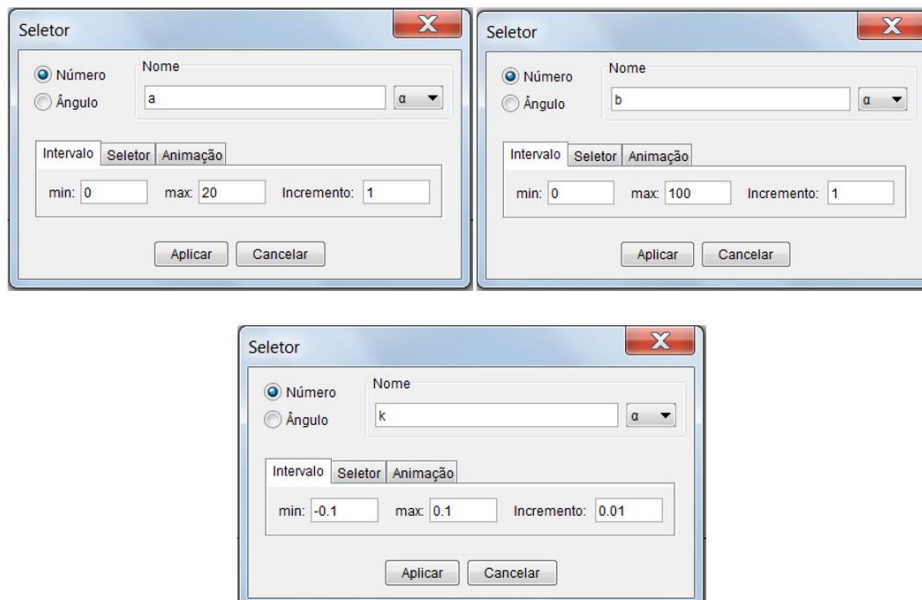 Seletor
Número
Ângulo
Nome
a
α
Intervalo Seletor Animação
min: 0 max: 20 Incremento: 1
Aplicar Cancelar
Seletor
Número
Ângulo
Nome
b
α
Intervalo Seletor Animação
min: 0 max: 100 Incremento: 1
Aplicar Cancelar
Seletor
Número
Ângulo
Nome
k
α
Intervalo Seletor Animação
min: -0.1 max: 0.1 Incremento: 0.01
Aplicar Cancelar